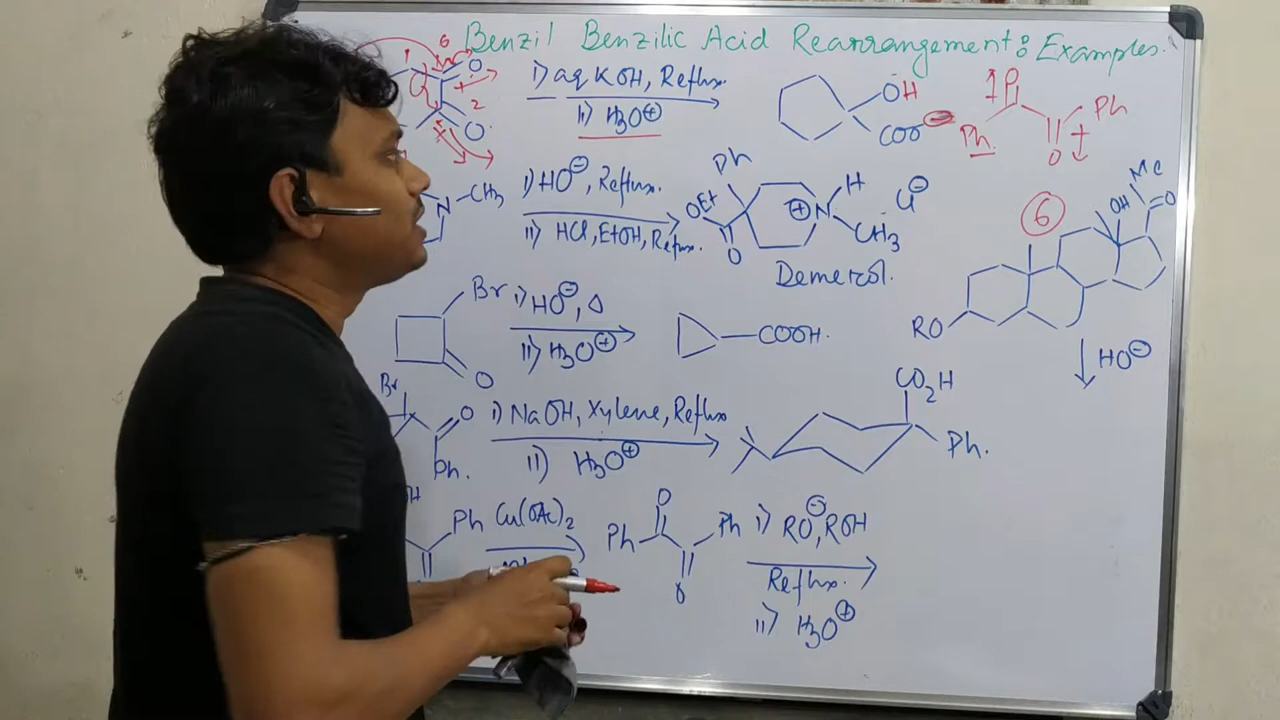 Benzil Benzilic Acid Rearrangement: Examples.
6
1
O
2
O
i) aq KOH, Reflux.
ii) H3O⊕
OH
COO⊖
O
Ph
Ph
O
N-CH3
i) HO⊖, Reflux.
ii) HCl, EtOH, Reflux.
Ph
OEt
O
⊕N
H
CH3
Cl⊖
Demerol.
6
Me
OH
O
RO
HO⊖
Br
O
i) HO⊖, Δ
ii) H3O⊕
COOH.
Br
O
Ph.
i) NaOH, Xylene, Reflux
ii) H3O⊕
CO2H
Ph.
Ph
Cu(OAc)2
O
Ph
Ph
O
i) RO⊖, ROH
Reflux.
ii) H3O⊕